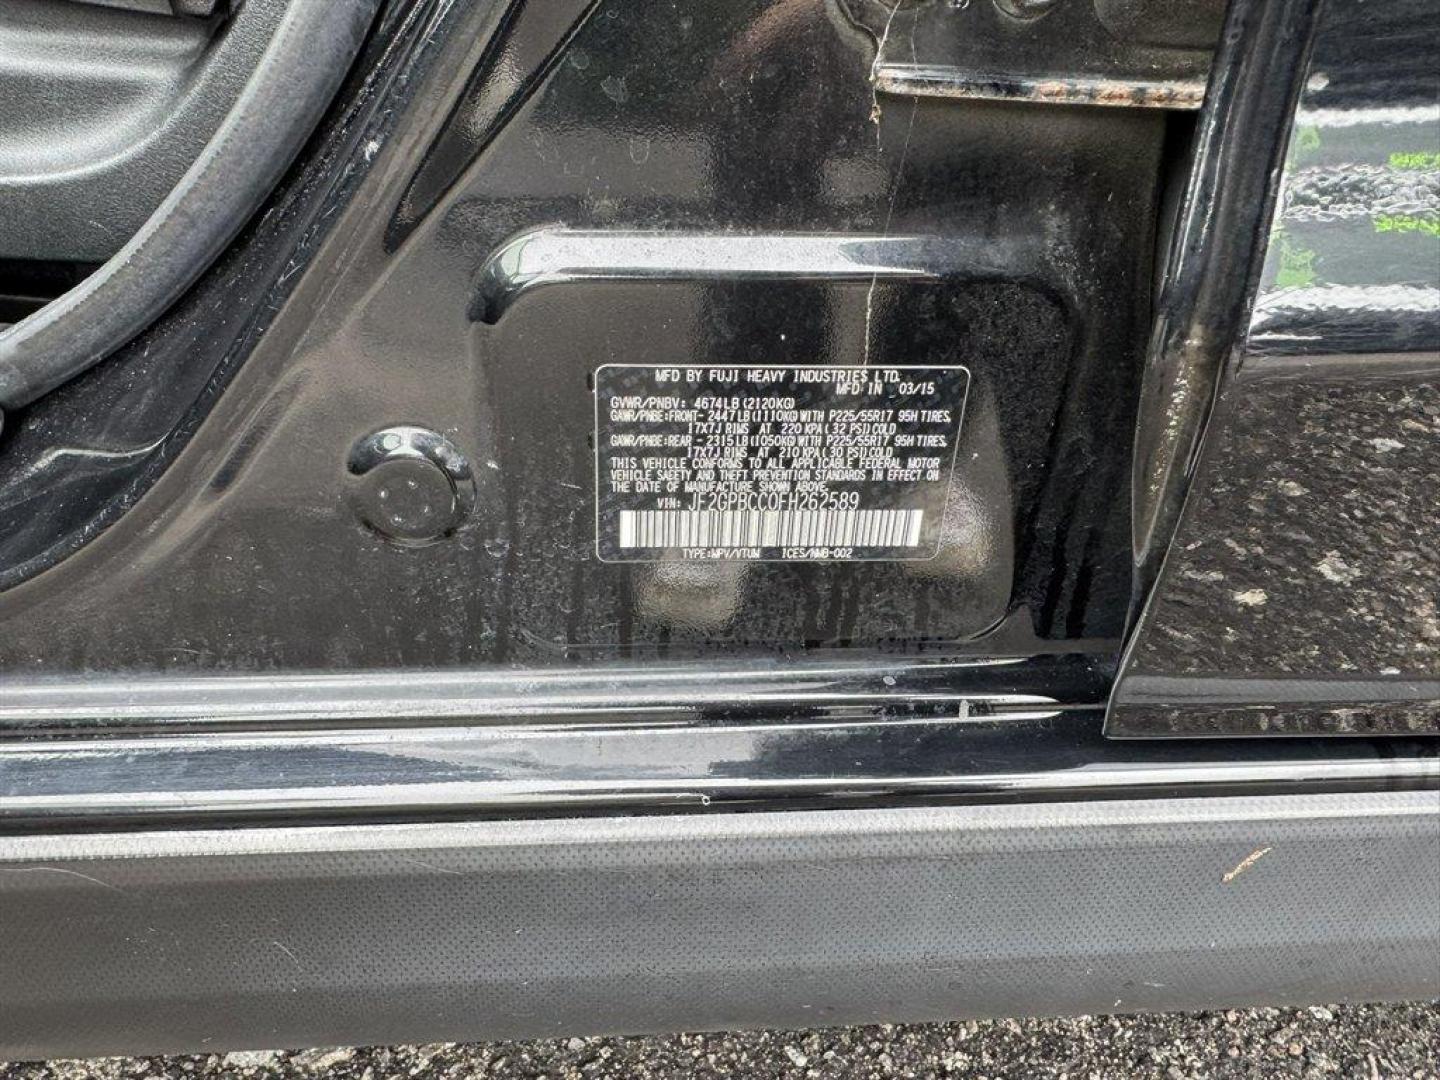 MFD BY FUJI HEAVY INDUSTRIES LTD.
MFD IN 03/15
GVWR/PNBV: 4674LB (2120KG)
GAWR/PNBE:FRONT- 2447LB (1110KG) WITH P225/55R17 95H TIRES,
17X7J RIMS AT 220 KPA (32 PSI) COLD
GAWR/PNBE:REAR - 2315LB (1050KG) WITH P225/55R17 95H TIRES,
17X7J RIMS AT 210 KPA (30 PSI) COLD
THIS VEHICLE CONFORMS TO ALL APPLICABLE FEDERAL MOTOR
VEHICLE SAFETY AND THEFT PREVENTION STANDARDS IN EFFECT ON
THE DATE OF MANUFACTURE SHOWN ABOVE.
VIN: JF2GPBCC0FH262589
TYPE:MPV/VTUM 1CES/NMB-002